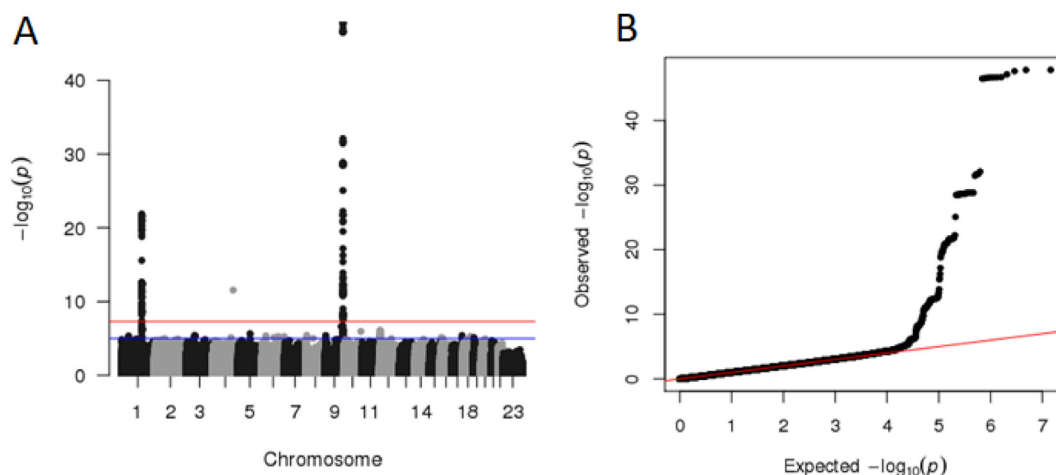 A
−log10(p)
40
30
20
10
0
1 2 3 5 7 9 11 14 18 23
Chromosome
B
Observed −log10(p)
40
30
20
10
0
0 1 2 3 4 5 6 7
Expected −log10(p)